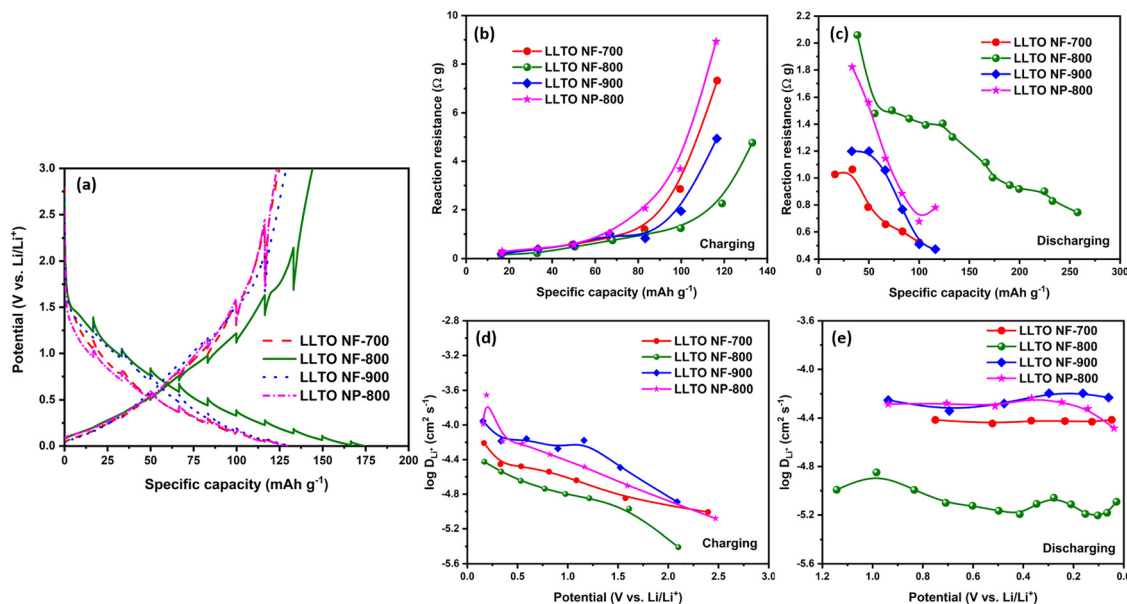 (a)
3.0
2.5
2.0
1.5
1.0
0.5
0.0
Potential (V vs. Li/Li⁺)
LLTO NF-700
LLTO NF-800
LLTO NF-900
LLTO NP-800
0 25 50 75 100 125 150 175 200
Specific capacity (mAh g⁻¹)
(b)
10
8
6
4
2
0
Reaction resistance (Ω g)
LLTO NF-700
LLTO NF-800
LLTO NF-900
LLTO NP-800
Charging
0 20 40 60 80 100 120 140
Specific capacity (mAh g⁻¹)
(c)
2.2
2.0
1.8
1.6
1.4
1.2
1.0
0.8
0.6
0.4
Reaction resistance (Ω g)
LLTO NF-700
LLTO NF-800
LLTO NF-900
LLTO NP-800
Discharging
0 50 100 150 200 250 300
Specific capacity (mAh g⁻¹)
(d)
-2.8
-3.2
-3.6
-4.0
-4.4
-4.8
-5.2
-5.6
log D_Li⁺ (cm² s⁻¹)
LLTO NF-700
LLTO NF-800
LLTO NF-900
LLTO NP-800
Charging
0.0 0.5 1.0 1.5 2.0 2.5 3.0
Potential (V vs. Li/Li⁺)
(e)
-3.6
-4.0
-4.4
-4.8
-5.2
-5.6
log D_Li⁺ (cm² s⁻¹)
LLTO NF-700
LLTO NF-800
LLTO NF-900
LLTO NP-800
Discharging
1.2 1.0 0.8 0.6 0.4 0.2 0.0
Potential (V vs. Li/Li⁺)